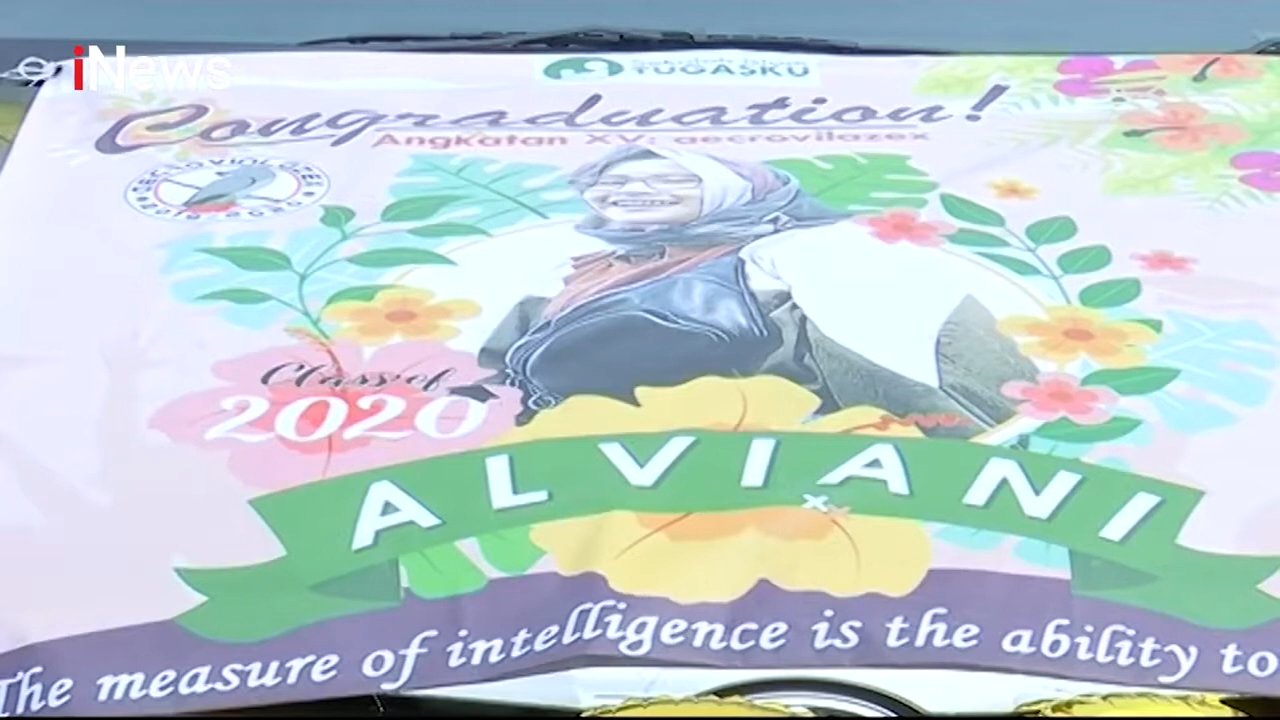 iNews
TUGASKU
Congraduation!
Angkatan XV: aecrovilazex
Class of
2020
ALVIANI
The measure of intelligence is the ability to